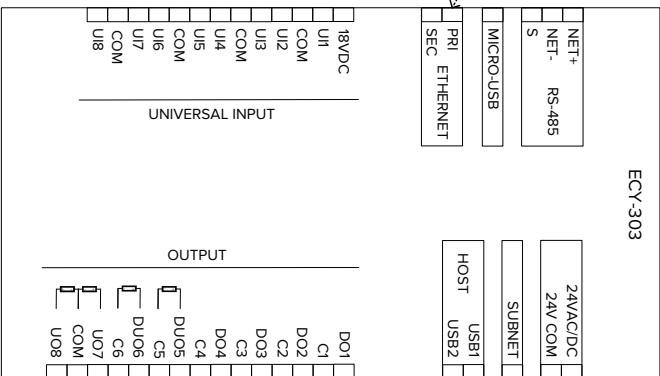 UI8
COM
UI7
UI6
COM
UI5
UI4
COM
UI3
UI2
COM
UI1
18VDC
UNIVERSAL INPUT
SEC
PRI
ETHERNET
MICRO-USB
S
NET-
NET+
RS-485
ECY-303
OUTPUT
UO8
COM
UO7
C6
DUO6
C5
DUO5
C4
DO4
C3
DO3
C2
DO2
C1
DO1
HOST
USB2
USB1
SUBNET
24V COM
24VAC/DC